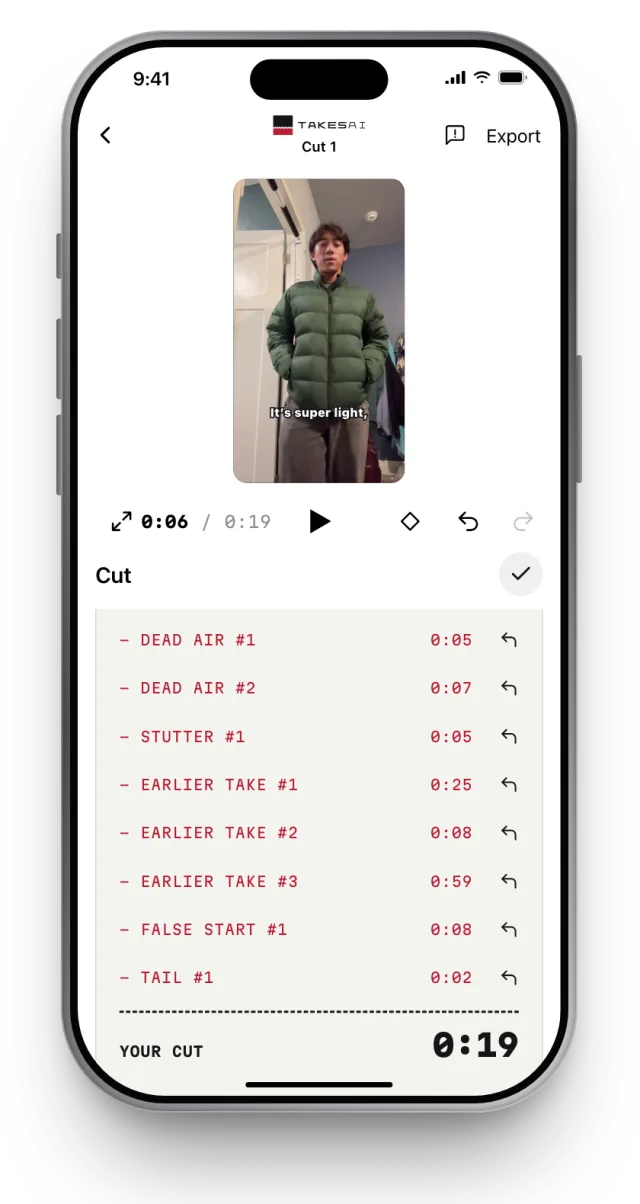 9:41
TAKESAI
Cut 1
Export
It's super light,
0:06 / 0:19
Cut
– DEAD AIR #1 0:05
– DEAD AIR #2 0:07
– STUTTER #1 0:05
– EARLIER TAKE #1 0:25
– EARLIER TAKE #2 0:08
– EARLIER TAKE #3 0:59
– FALSE START #1 0:08
– TAIL #1 0:02
YOUR CUT 0:19